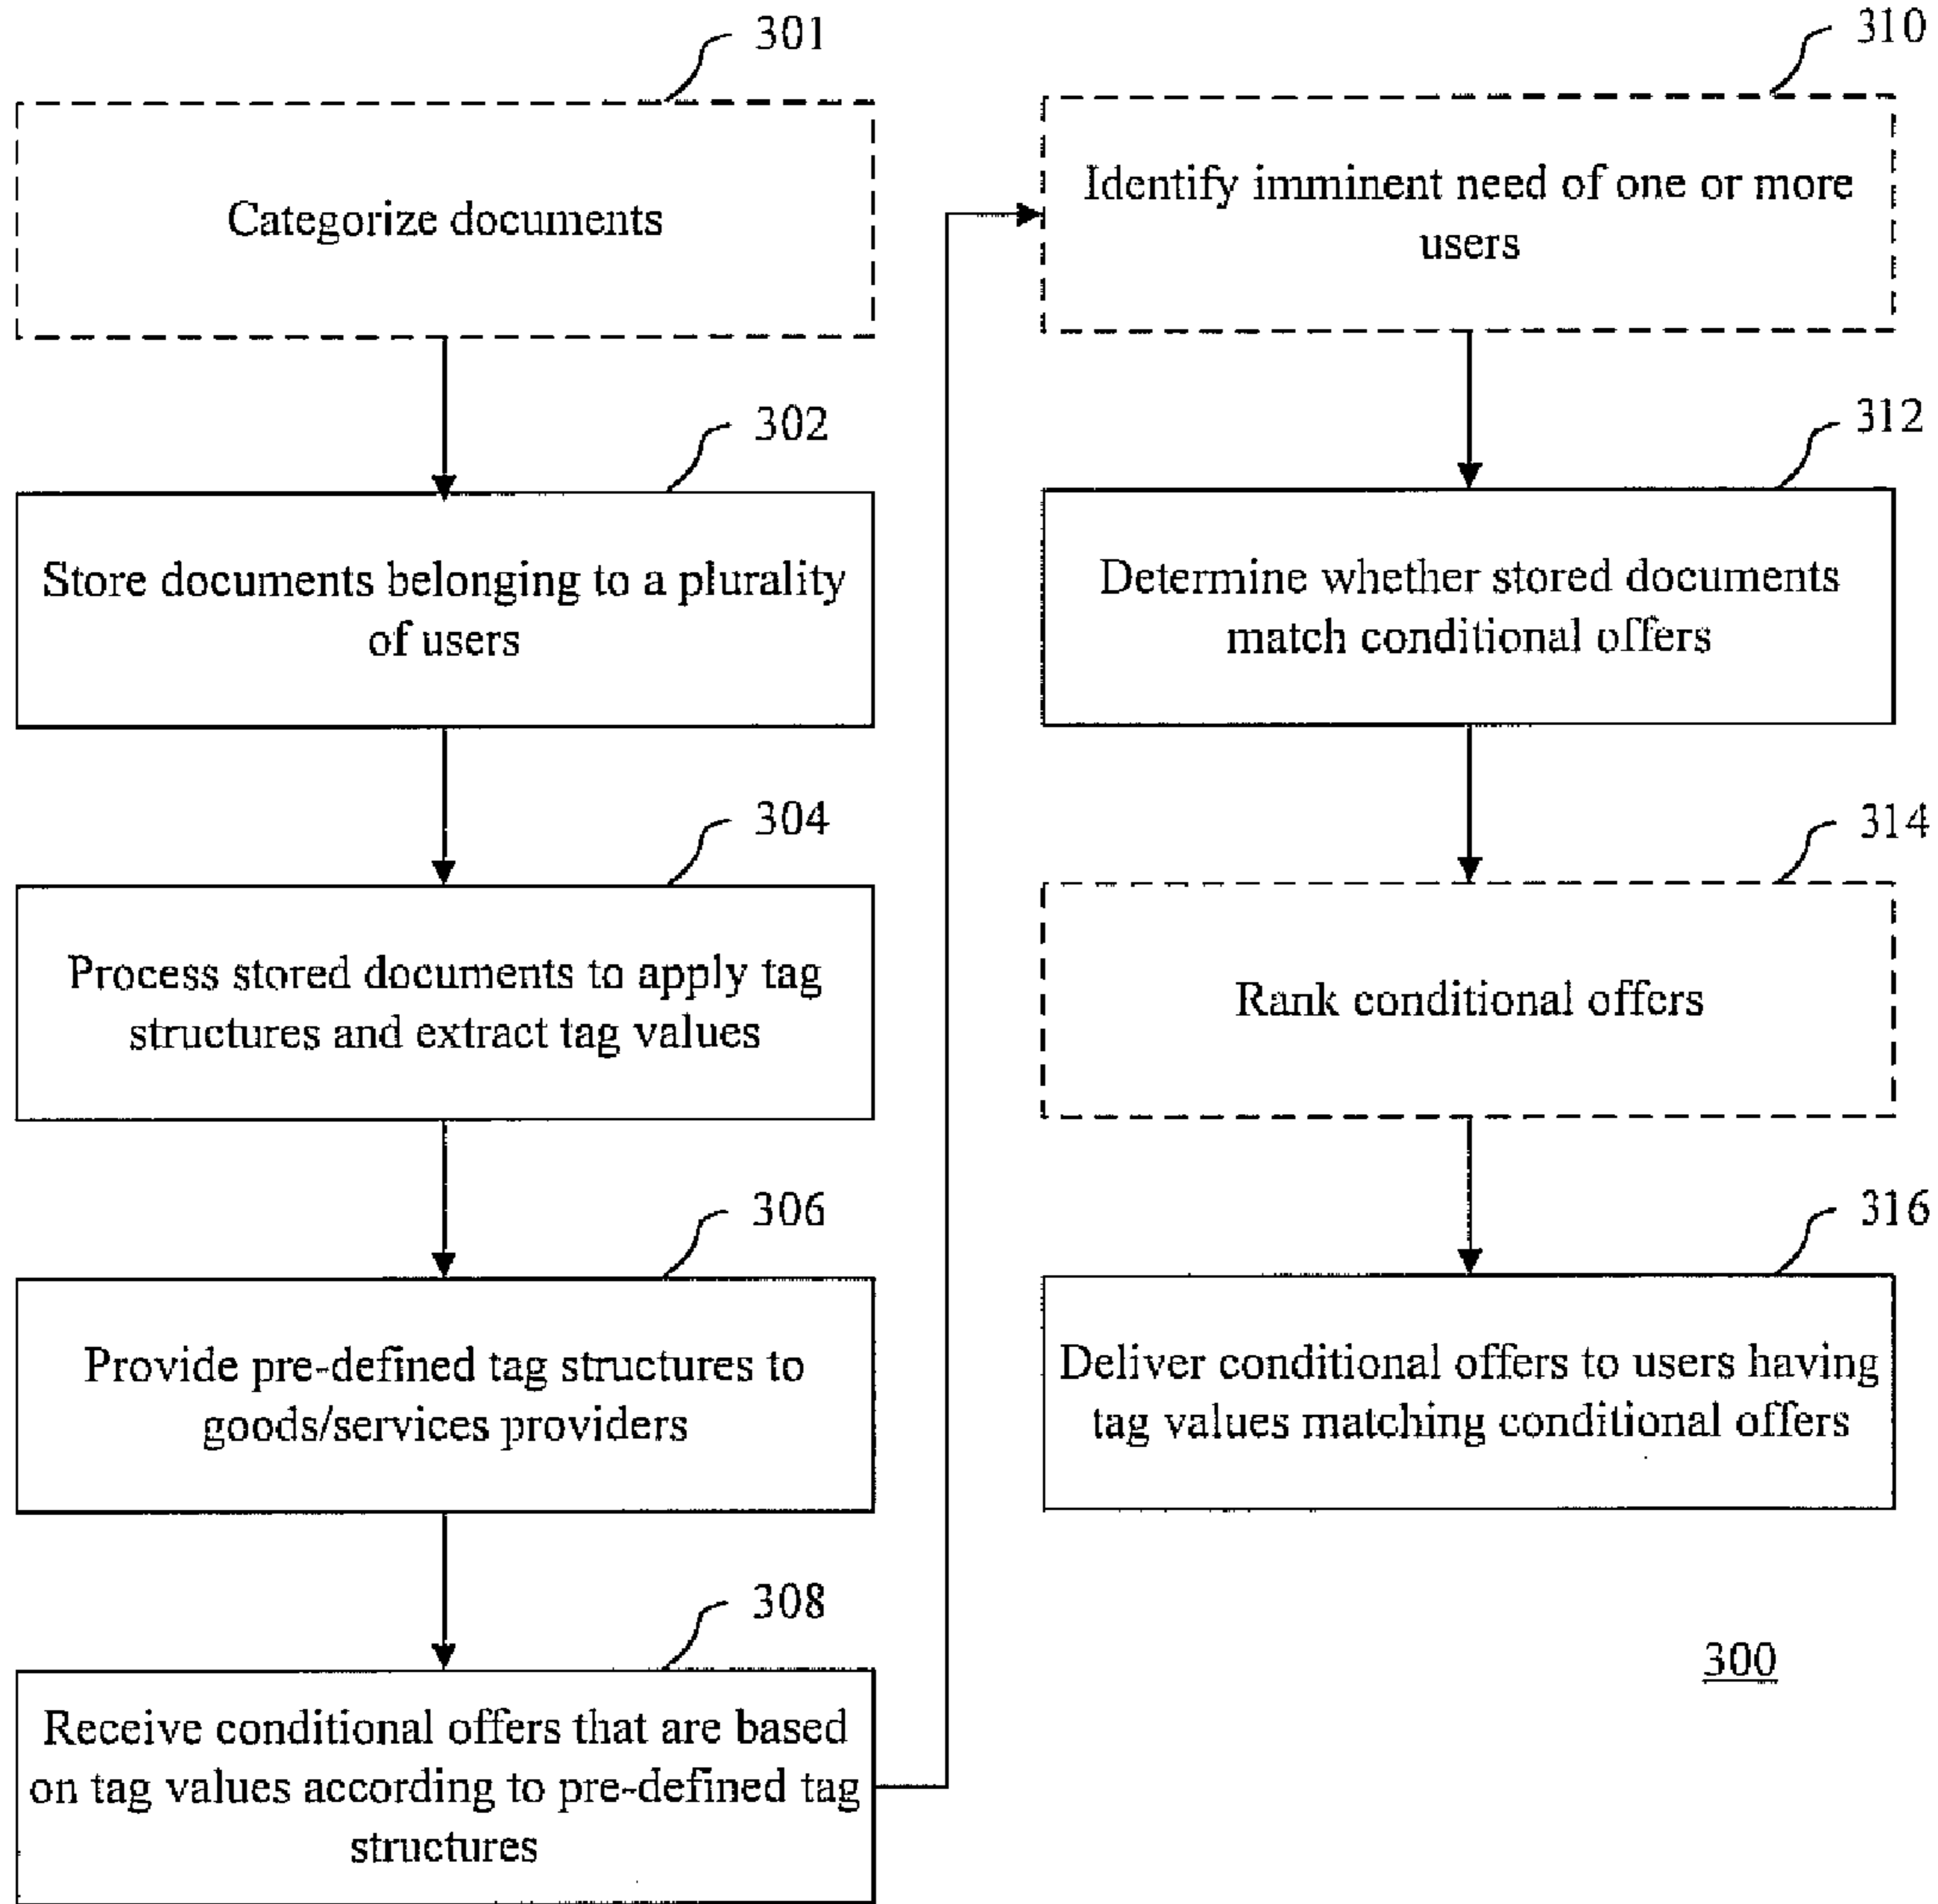 301
Categorize documents
302
Store documents belonging to a plurality
of users
304
Process stored documents to apply tag
structures and extract tag values
306
Provide pre-defined tag structures to
goods/services providers
308
Receive conditional offers that are based
on tag values according to pre-defined tag
structures
310
Identify imminent need of one or more
users
312
Determine whether stored documents
match conditional offers
314
Rank conditional offers
316
Deliver conditional offers to users having
tag values matching conditional offers
300